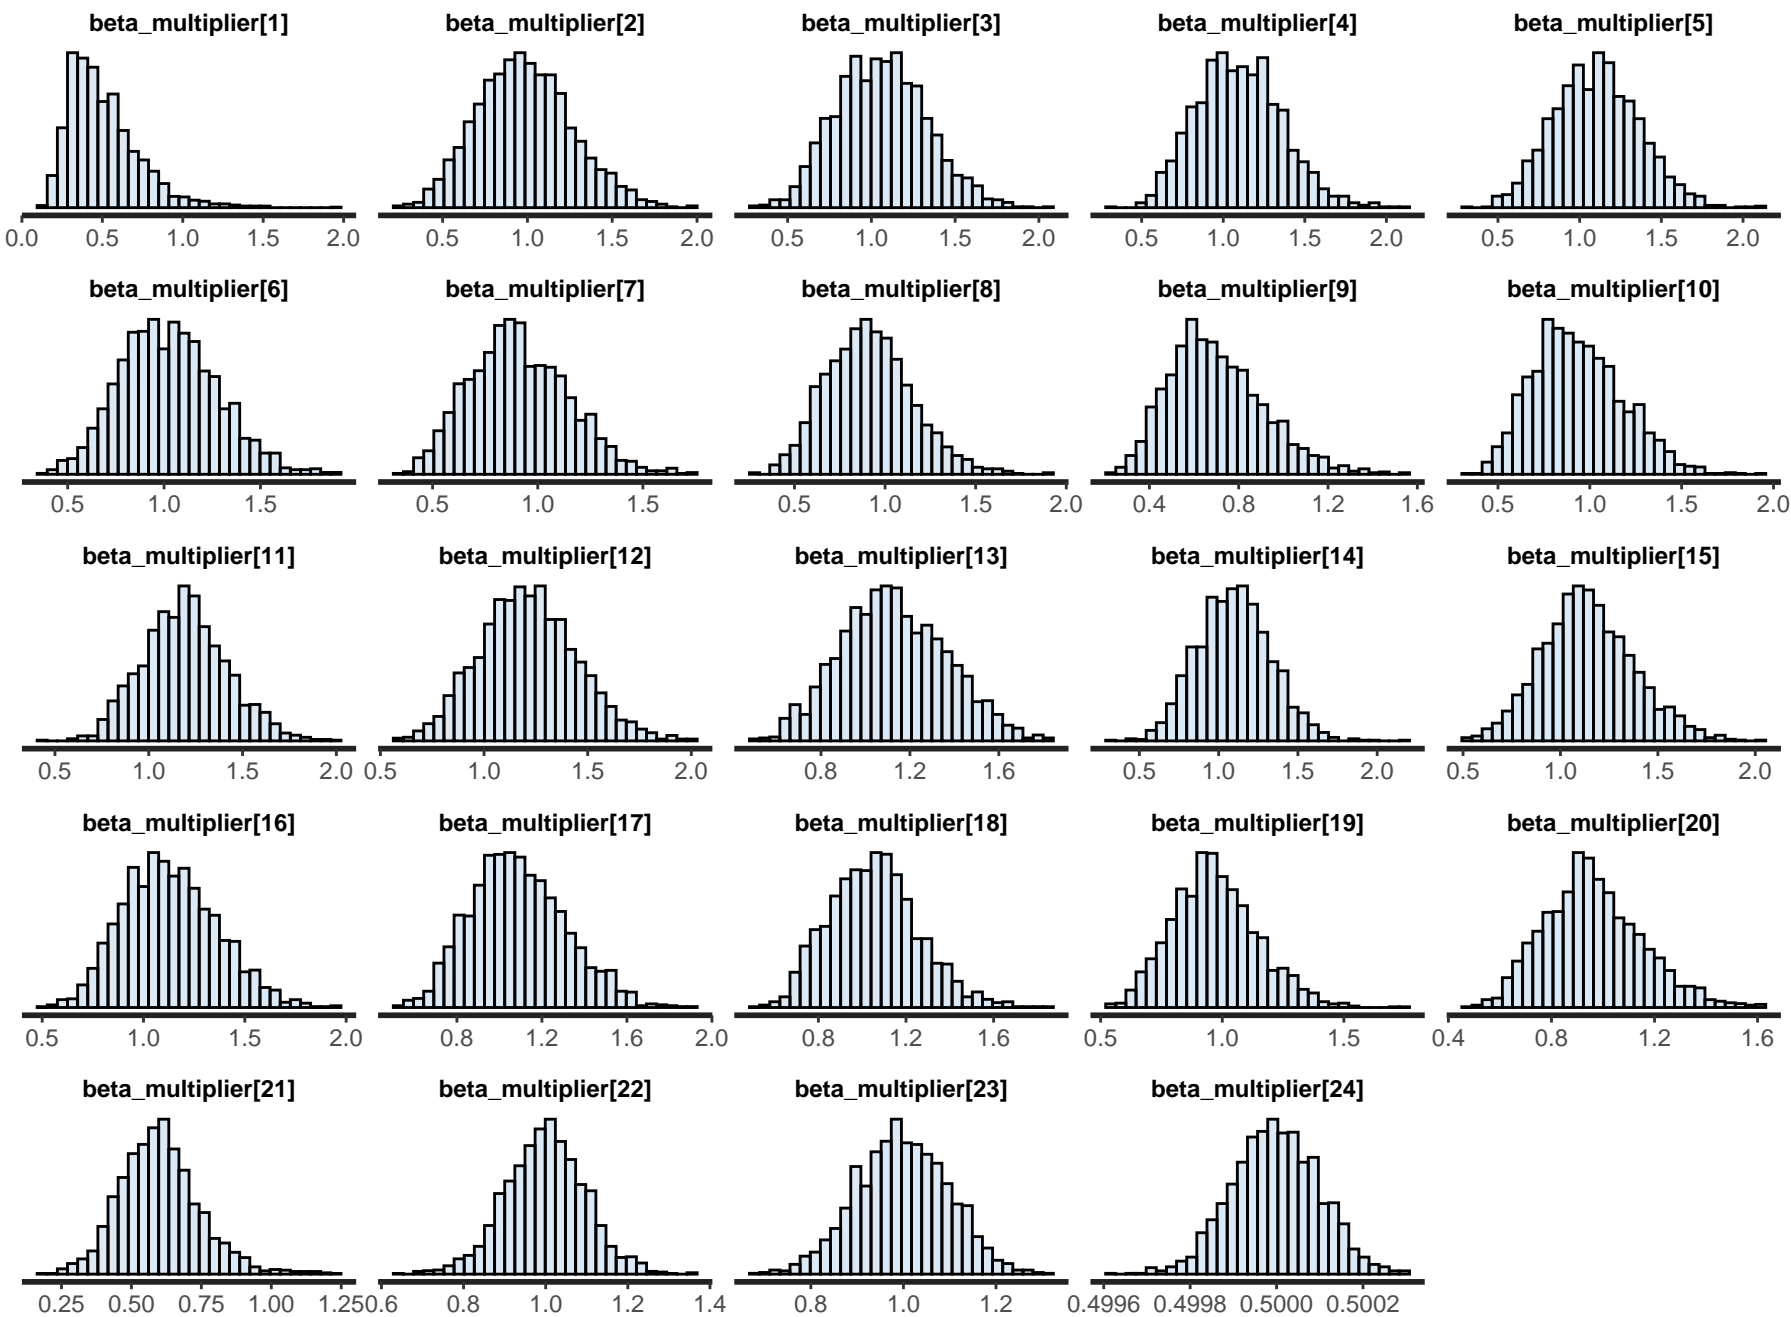 beta_multiplier[1] beta_multiplier[2] beta_multiplier[3] beta_multiplier[4] beta_multiplier[5]
0.0 0.5 1.0 1.5 2.0 0.5 1.0 1.5 2.0 0.5 1.0 1.5 2.0 0.5 1.0 1.5 2.0 0.5 1.0 1.5 2.0
beta_multiplier[6] beta_multiplier[7] beta_multiplier[8] beta_multiplier[9] beta_multiplier[10]
0.5 1.0 1.5 0.5 1.0 1.5 0.5 1.0 1.5 2.0 0.4 0.8 1.2 1.6 0.5 1.0 1.5 2.0
beta_multiplier[11] beta_multiplier[12] beta_multiplier[13] beta_multiplier[14] beta_multiplier[15]
0.5 1.0 1.5 2.0 0.5 1.0 1.5 2.0 0.8 1.2 1.6 0.5 1.0 1.5 2.0 0.5 1.0 1.5 2.0
beta_multiplier[16] beta_multiplier[17] beta_multiplier[18] beta_multiplier[19] beta_multiplier[20]
0.5 1.0 1.5 2.0 0.8 1.2 1.6 2.0 0.8 1.2 1.6 0.5 1.0 1.5 0.4 0.8 1.2 1.6
beta_multiplier[21] beta_multiplier[22] beta_multiplier[23] beta_multiplier[24]
0.25 0.50 0.75 1.00 1.25 0.6 0.8 1.0 1.2 1.4 0.8 1.0 1.2 0.4996 0.4998 0.5000 0.5002